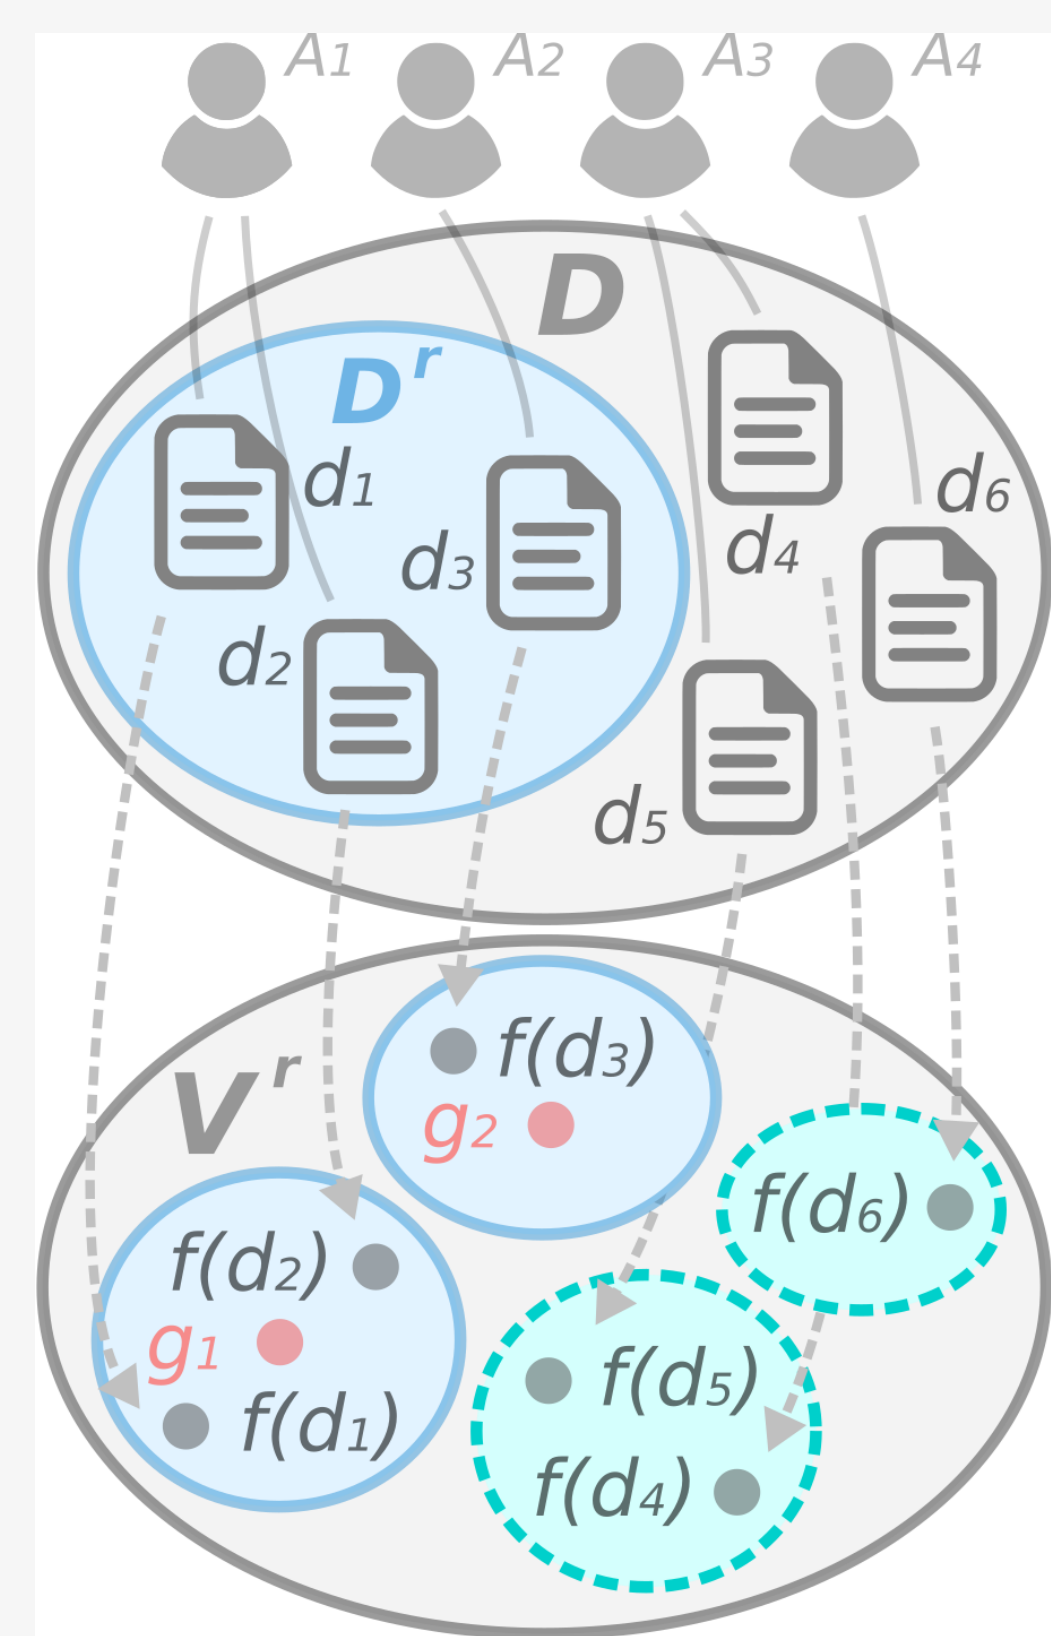 A1 A2 A3 A4
D
Dʳ
d1
d6
d4
d3
d2
d5
f(d3)
Vʳ
g2
f(d6)
f(d2)
g1
f(d5)
f(d1)
f(d4)